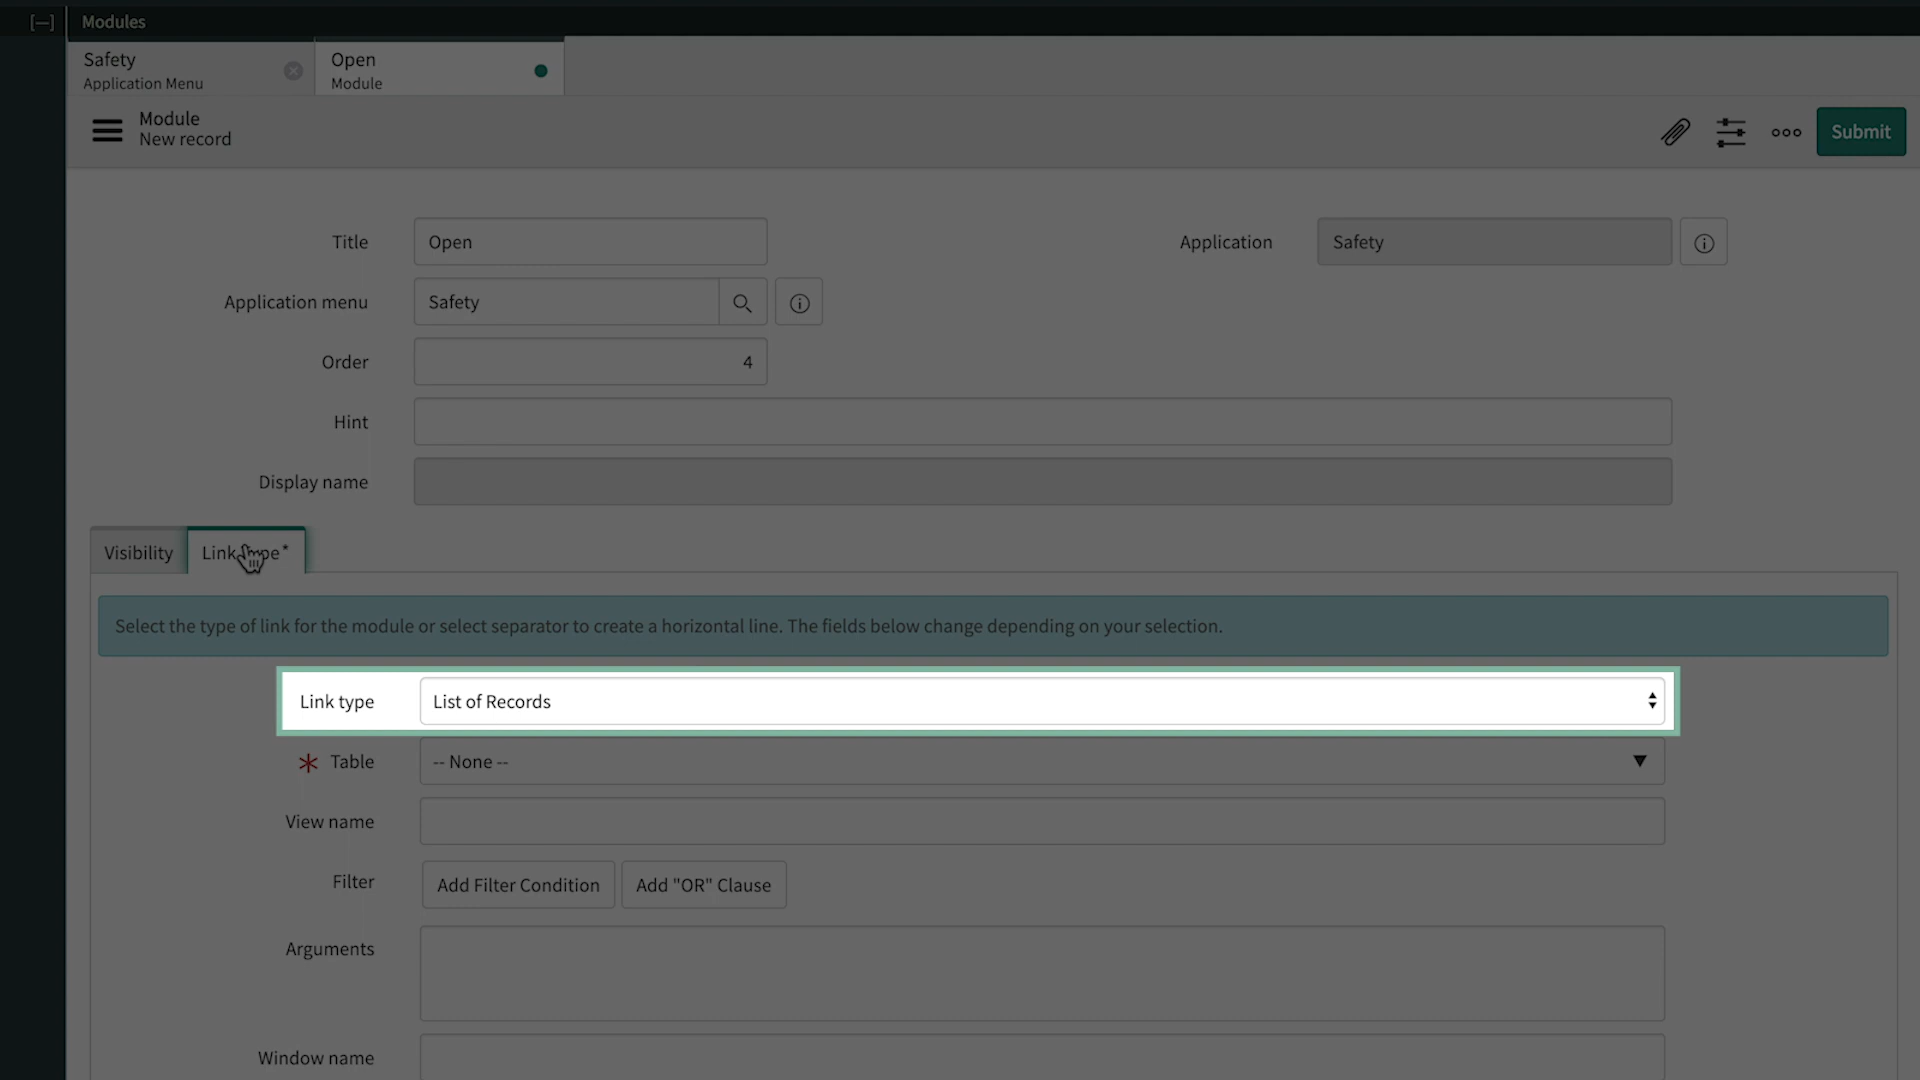 [—] Modules
Safety
Application Menu
Open
Module
Module
New record
Submit
Title Open
Application Safety
Application menu Safety
Order 4
Hint
Display name
Visibility Link type*
Select the type of link for the module or select separator to create a horizontal line. The fields below change depending on your selection.
Link type List of Records
* Table -- None --
View name
Filter Add Filter Condition Add "OR" Clause
Arguments
Window name